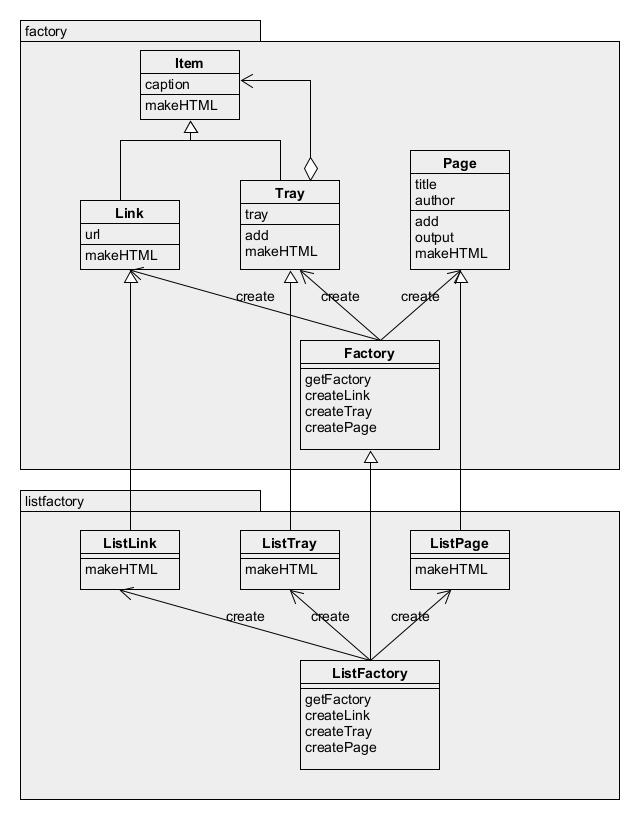 factory
Item
caption
makeHTML
Link
url
makeHTML
Tray
tray
add
makeHTML
Page
title
author
add
output
makeHTML
create
create
create
Factory
getFactory
createLink
createTray
createPage
listfactory
ListLink
makeHTML
ListTray
makeHTML
ListPage
makeHTML
create
create
create
ListFactory
getFactory
createLink
createTray
createPage